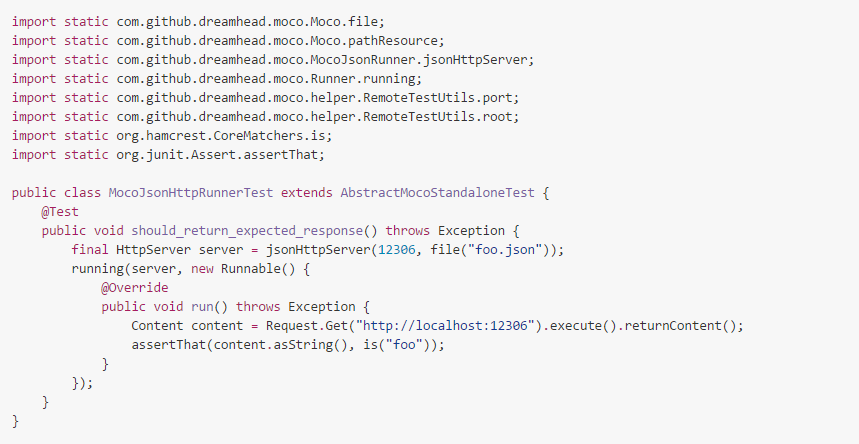 import static com.github.dreamhead.moco.Moco.file;
import static com.github.dreamhead.moco.Moco.pathResource;
import static com.github.dreamhead.moco.MocoJsonRunner.jsonHttpServer;
import static com.github.dreamhead.moco.Runner.running;
import static com.github.dreamhead.moco.helper.RemoteTestUtils.port;
import static com.github.dreamhead.moco.helper.RemoteTestUtils.root;
import static org.hamcrest.CoreMatchers.is;
import static org.junit.Assert.assertThat;

public class MocoJsonHttpRunnerTest extends AbstractMocoStandaloneTest {
    @Test
    public void should_return_expected_response() throws Exception {
        final HttpServer server = jsonHttpServer(12306, file("foo.json"));
        running(server, new Runnable() {
            @Override
            public void run() throws Exception {
                Content content = Request.Get("http://localhost:12306").execute().returnContent();
                assertThat(content.asString(), is("foo"));
            }
        });
    }
}